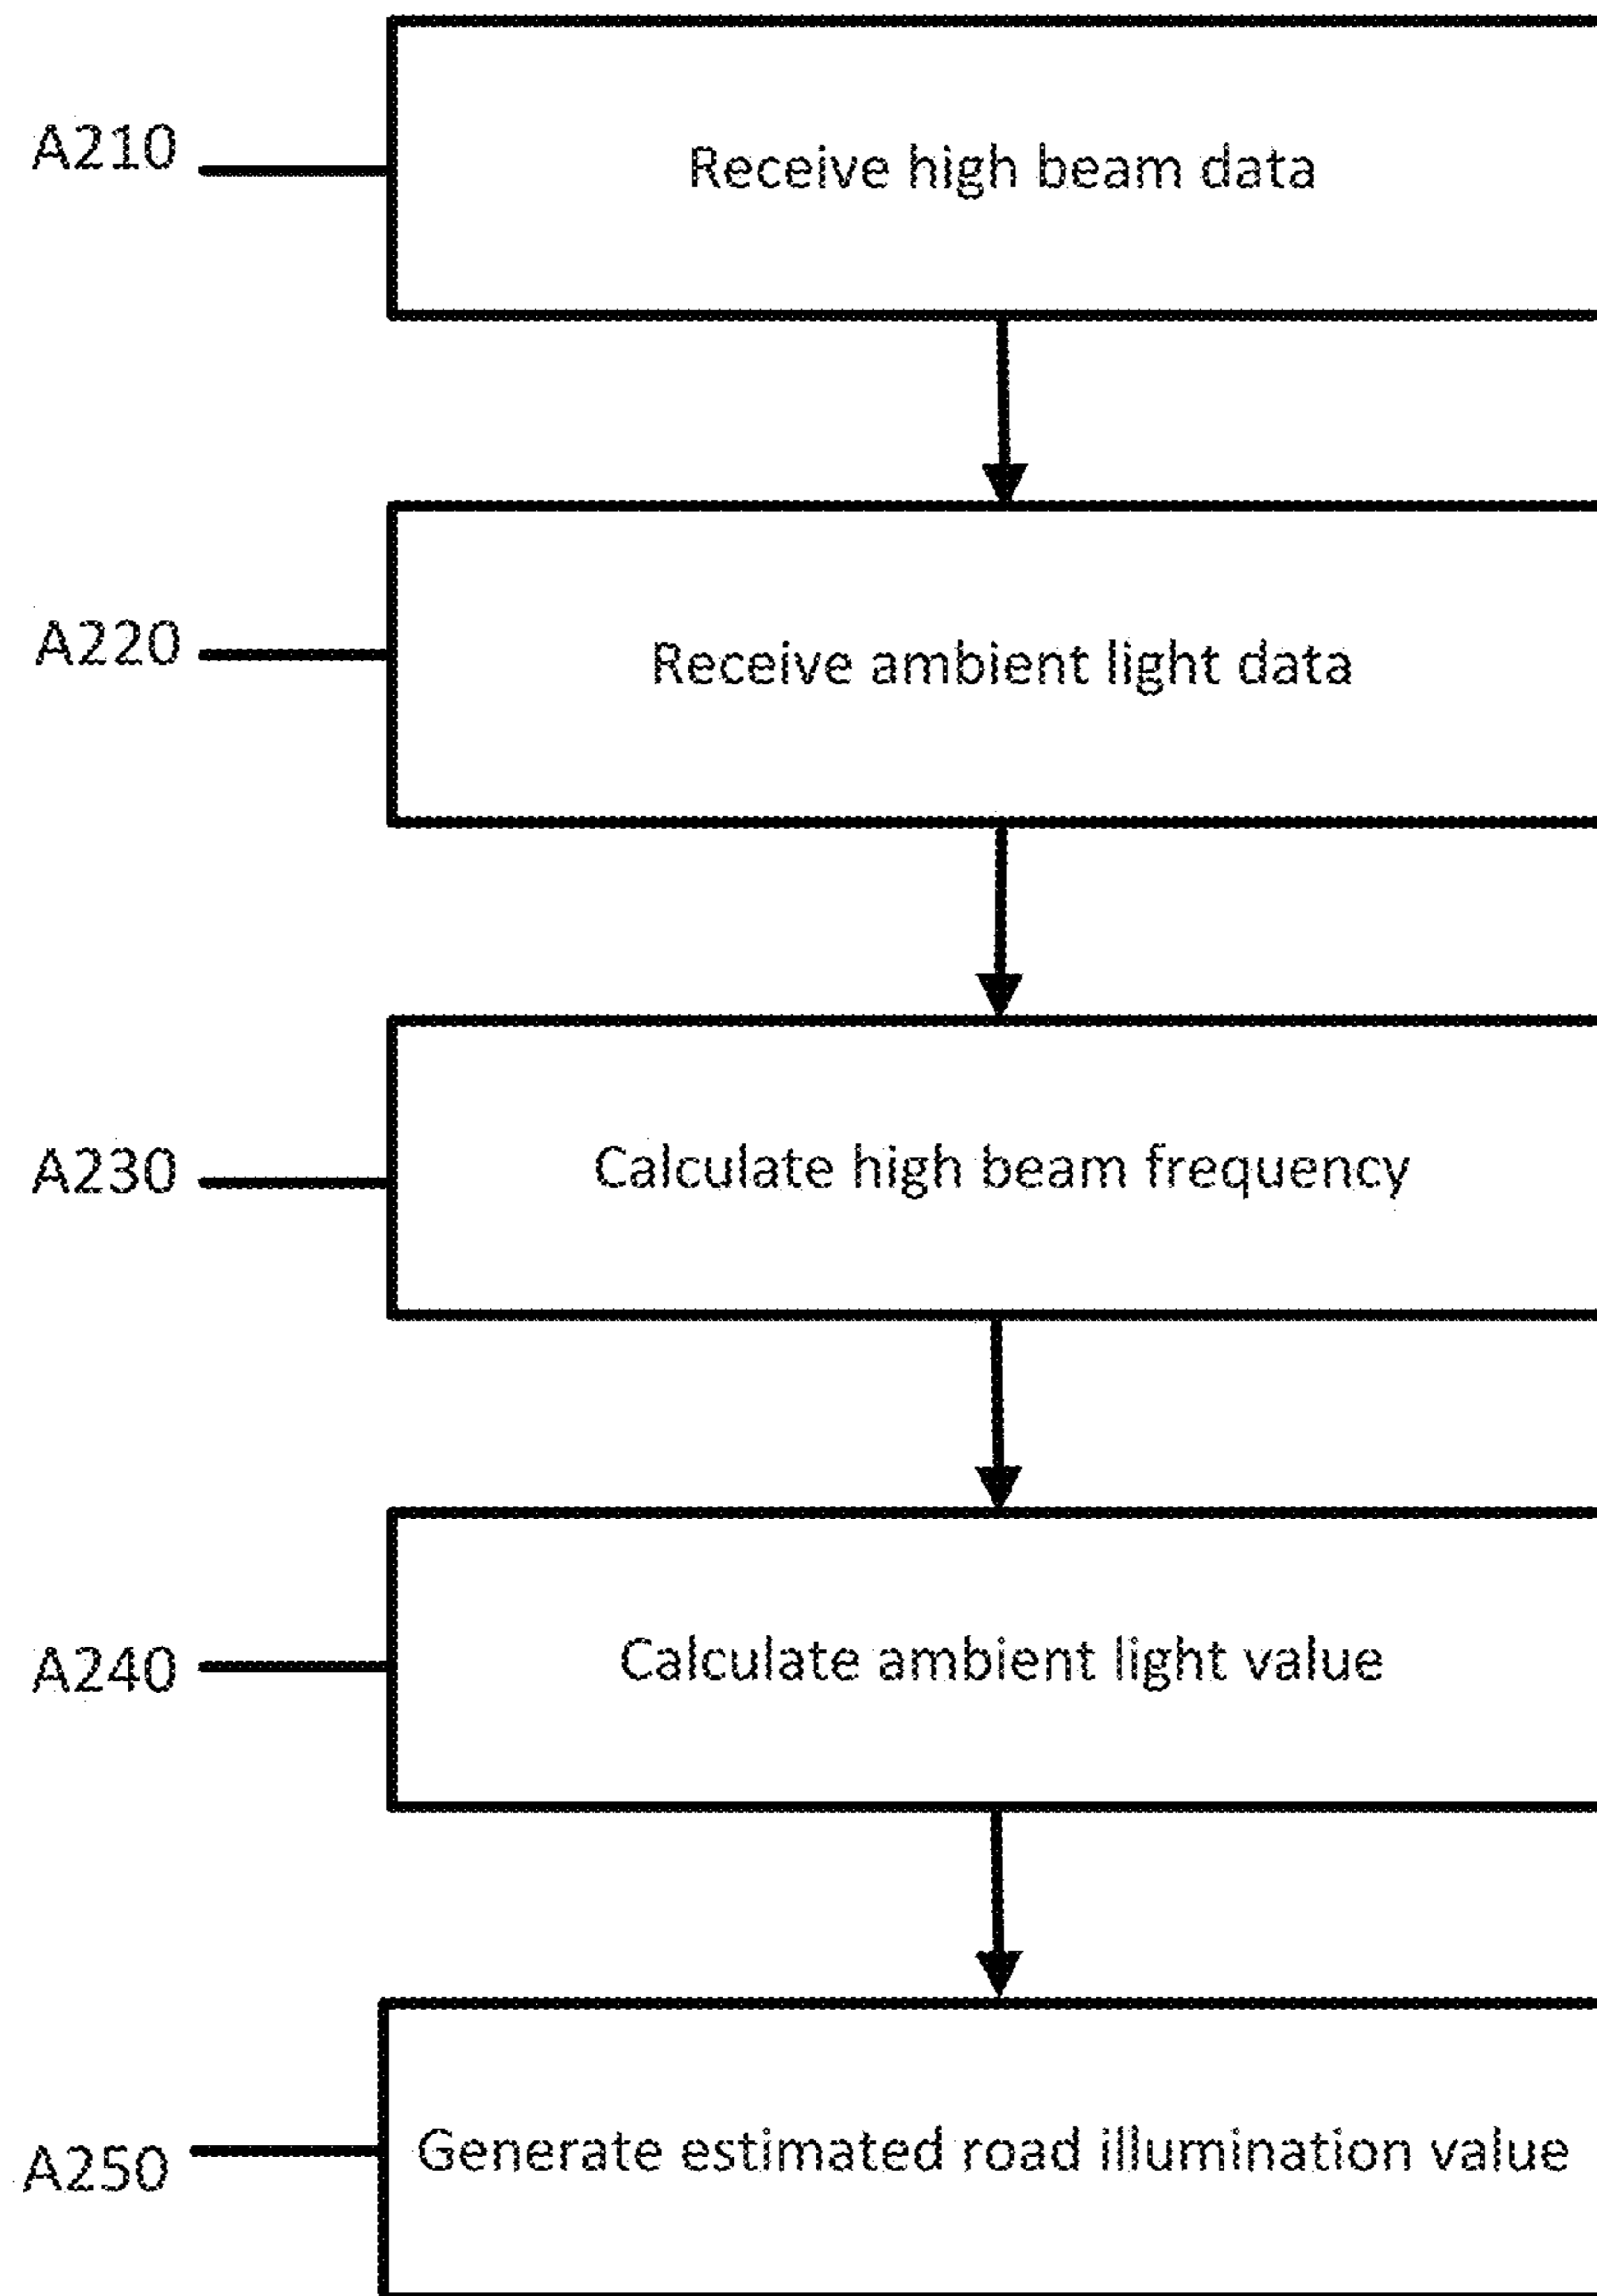 A210
Receive high beam data
A220
Receive ambient light data
A230
Calculate high beam frequency
A240
Calculate ambient light value
A250
Generate estimated road illumination value